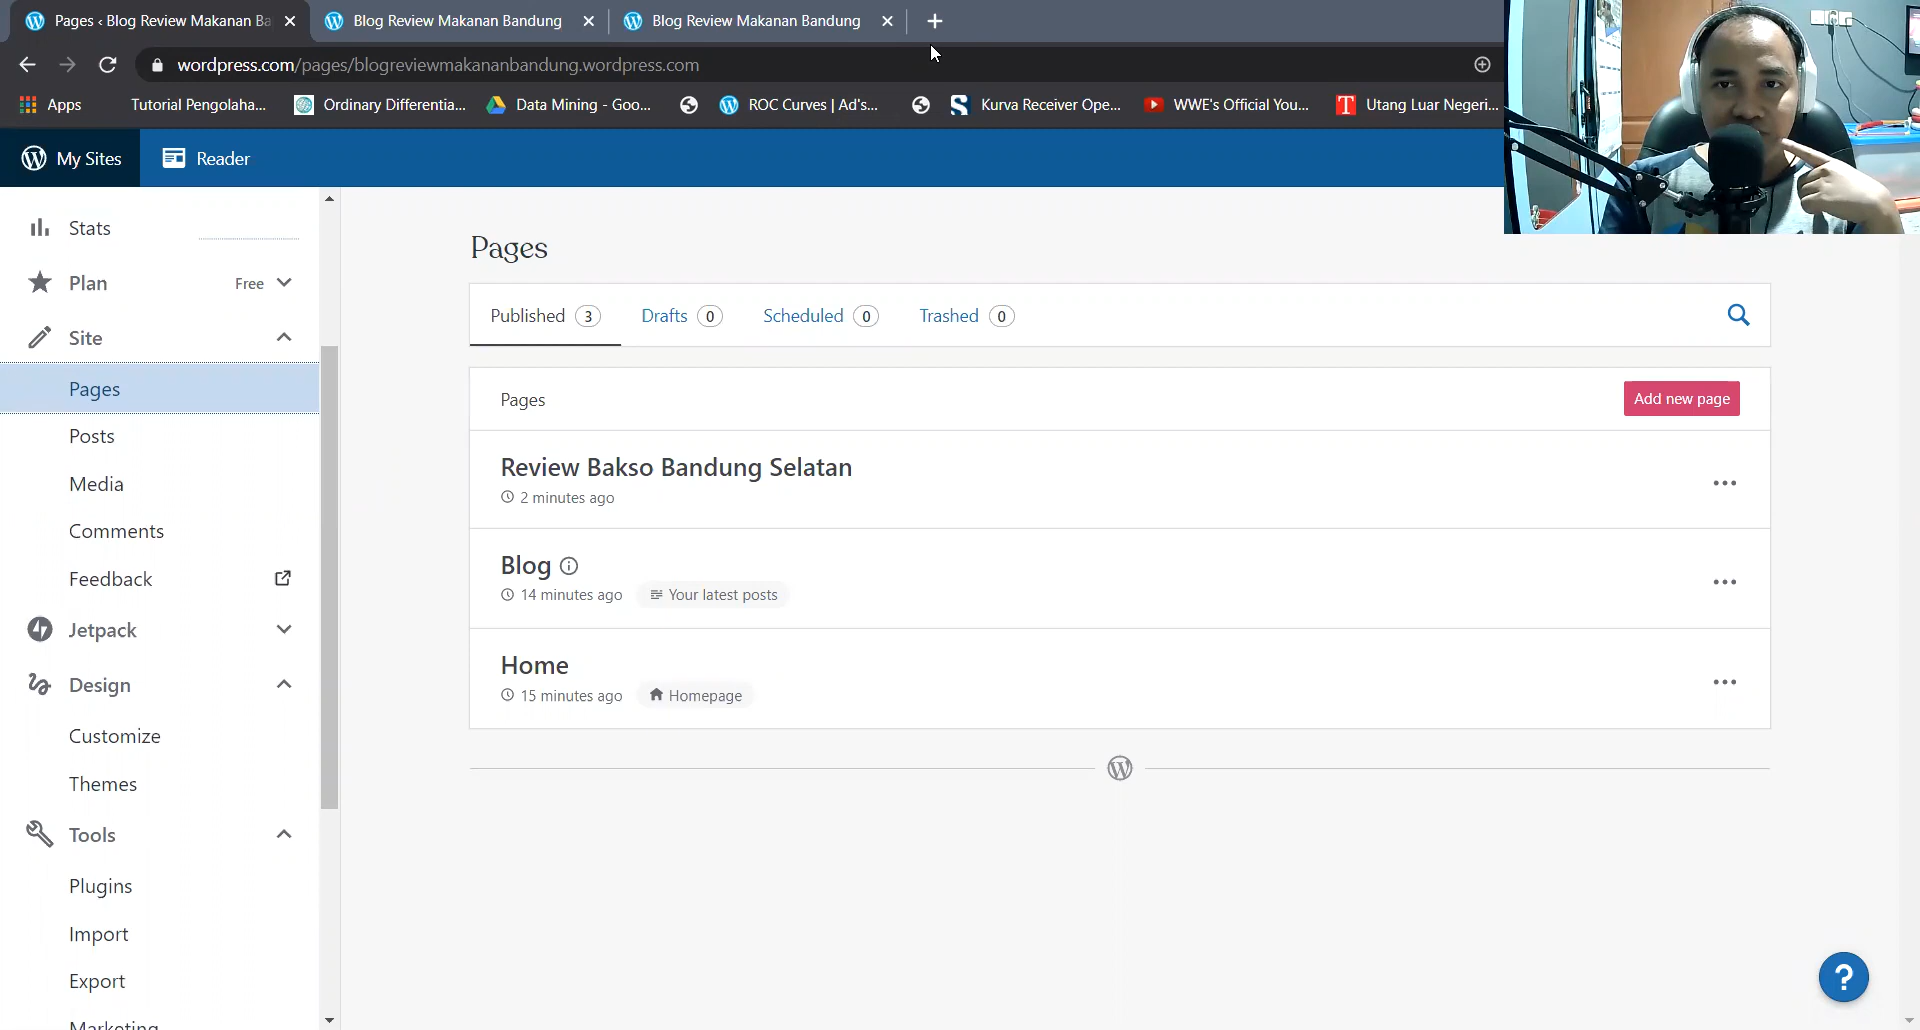 Pages ‹ Blog Review Makanan Ba
Blog Review Makanan Bandung
Blog Review Makanan Bandung
wordpress.com/pages/blogreviewmakananbandung.wordpress.com
Apps
Tutorial Pengolaha...
Ordinary Differentia...
Data Mining - Goo...
ROC Curves | Ad's...
Kurva Receiver Ope...
WWE's Official You...
Utang Luar Negeri...
My Sites
Reader
Stats
Plan Free
Site
Pages
Posts
Media
Comments
Feedback
Jetpack
Design
Customize
Themes
Tools
Plugins
Import
Export
Marketing
Pages
Published 3
Drafts 0
Scheduled 0
Trashed 0
Pages
Add new page
Review Bakso Bandung Selatan
2 minutes ago
Blog
14 minutes ago
Your latest posts
Home
15 minutes ago
Homepage